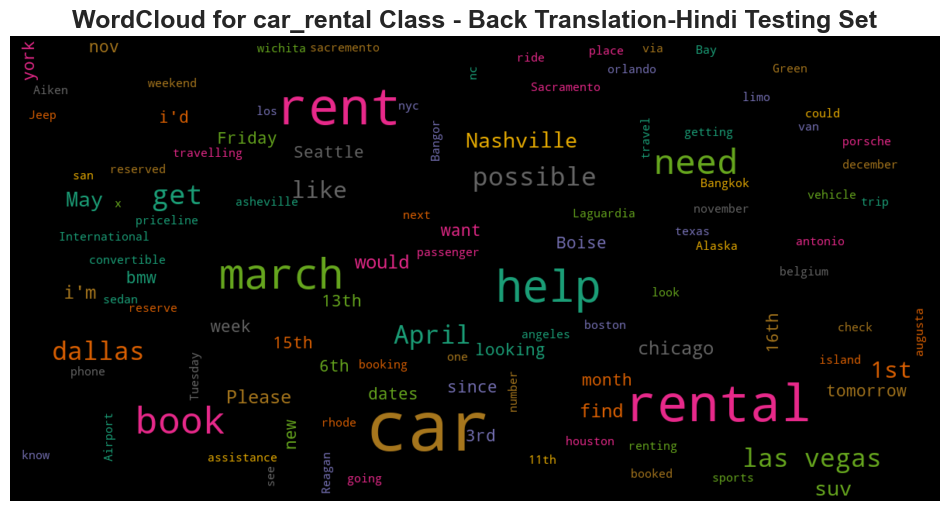 WordCloud for car_rental Class - Back Translation-Hindi Testing Set
york
nov
wichita
sacremento
nc
ride
place
via
Bay
orlando
Green
Aiken
weekend
Sacramento
limo
Jeep
i'd
los
rent
nyc
could
van
Friday
Bangor
Nashville
travel
getting
porsche
travelling
Seattle
need
december
san
reserved
like
possible
Bangkok
May
x
get
asheville
vehicle
trip
priceline
next
Laguardia
november
International
want
Boise
texas
Alaska
antonio
convertible
would
passenger
bmw
march
help
belgium
i'm
sedan
reserve
13th
look
week
April
angeles
boston
16th
check
augusta
dallas
15th
looking
chicago
phone
Tuesday
6th
booking
one
island
1st
Please
dates
since
number
month
tomorrow
book
new
rhode
car
3rd
find
rental
Airport
houston
renting
know
assistance
11th
las vegas
see
Reagan
going
booked
sports
suv